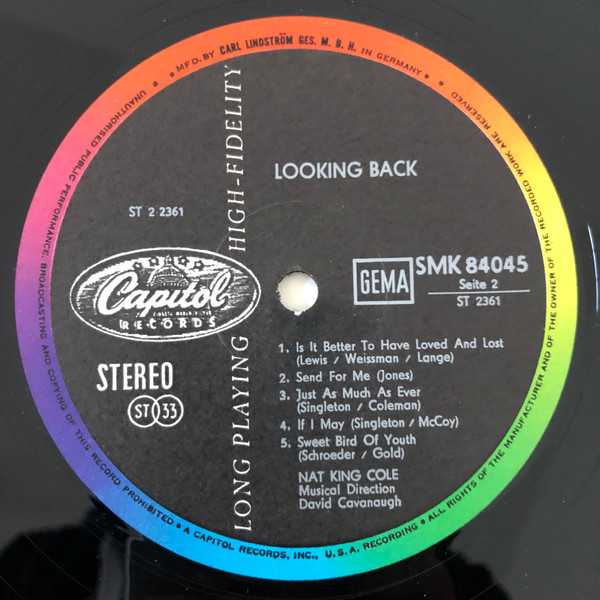 MFD. BY CARL LINDSTRÖM GES. M. B. H. IN GERMANY
UNAUTHORISED PUBLIC PERFORMANCE, BROADCASTING AND COPYING OF THIS RECORD PROHIBITED • A CAPITOL RECORDS, INC., U.S.A. RECORDING • ALL RIGHTS OF THE MANUFACTURER AND OF THE OWNER OF THE RECORDED WORK ARE RESERVED
LONG PLAYING HIGH-FIDELITY
LOOKING BACK
ST 2-2361
Capitol
RECORDS
STEREO
ST 33
GEMA
SMK 84045
Seite 2
ST 2361
1. Is It Better To Have Loved And Lost
(Lewis / Weissman / Lange)
2. Send For Me (Jones)
3. Just As Much As Ever
(Singleton / Coleman)
4. If I May (Singleton / McCoy)
5. Sweet Bird Of Youth
(Schroeder / Gold)
NAT KING COLE
Musical Direction
David Cavanaugh